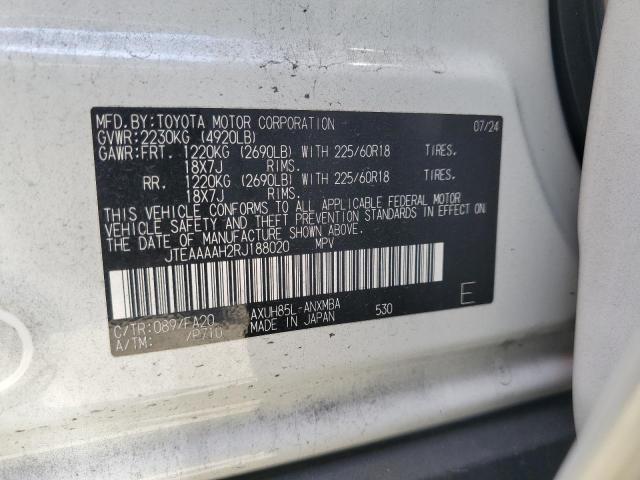 MFD.BY:TOYOTA MOTOR CORPORATION 07/24
GVWR:2230KG (4920LB)
GAWR:FRT. 1220KG (2690LB) WITH 225/60R18 TIRES.
18X7J RIMS.
RR. 1220KG (2690LB) WITH 225/60R18 TIRES.
18X7J RIMS.
THIS VEHICLE CONFORMS TO ALL APPLICABLE FEDERAL MOTOR
VEHICLE SAFETY AND THEFT PREVENTION STANDARDS IN EFFECT ON
THE DATE OF MANUFACTURE SHOWN ABOVE.
JTEAAAAH2RJ188020 MPV
C/TR:089/FA20 AXUH85L-ANXMBA 530 E
A/TM: /P710 MADE IN JAPAN